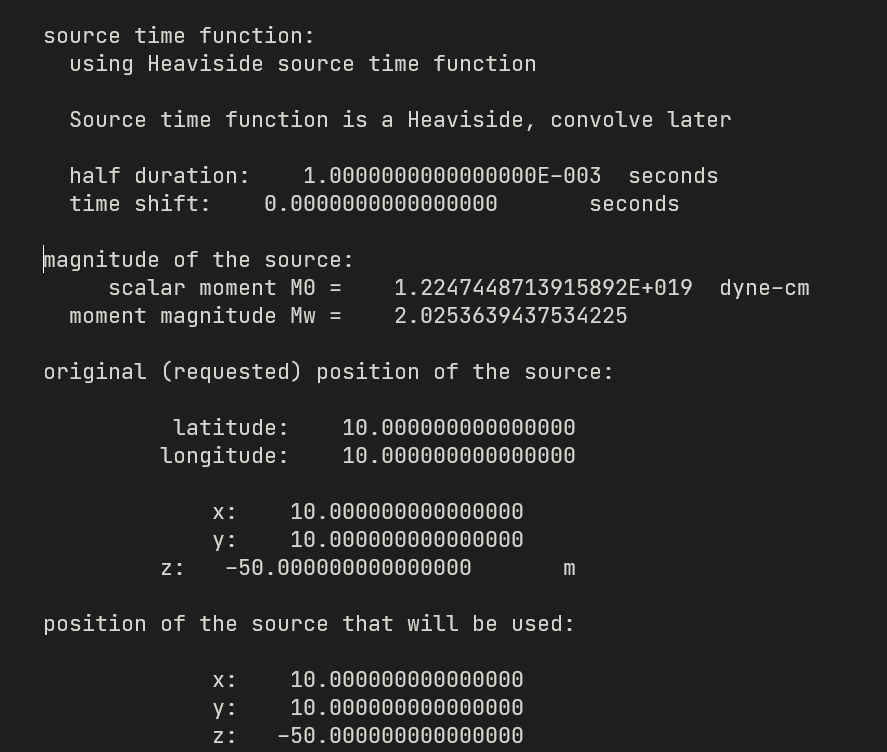 source time function:
using Heaviside source time function
Source time function is a Heaviside, convolve later
half duration: 1.0000000000000000E-003 seconds
time shift: 0.0000000000000000 seconds
magnitude of the source:
scalar moment M0 = 1.2247448713915892E+019 dyne-cm
moment magnitude Mw = 2.0253639437534225
original (requested) position of the source:
latitude: 10.000000000000000
longitude: 10.000000000000000
x: 10.000000000000000
y: 10.000000000000000
z: -50.000000000000000 m
position of the source that will be used:
x: 10.000000000000000
y: 10.000000000000000
z: -50.000000000000000